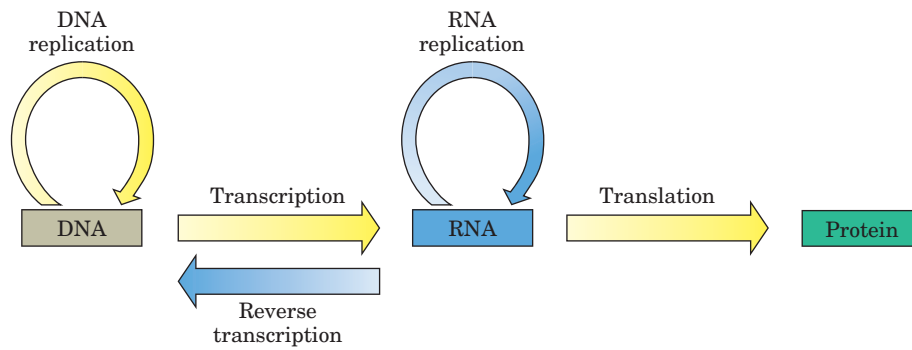 DNA
replication
RNA
replication
Transcription
Translation
DNA
RNA
Protein
Reverse
transcription